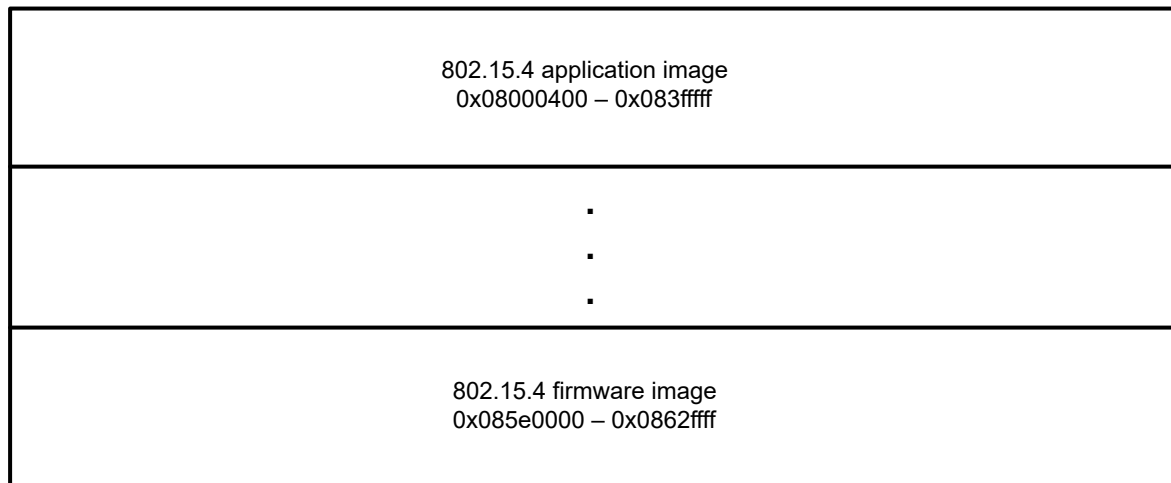 802.15.4 application image
0x08000400 – 0x083fffff
.
.
.
802.15.4 firmware image
0x085e0000 – 0x0862ffff